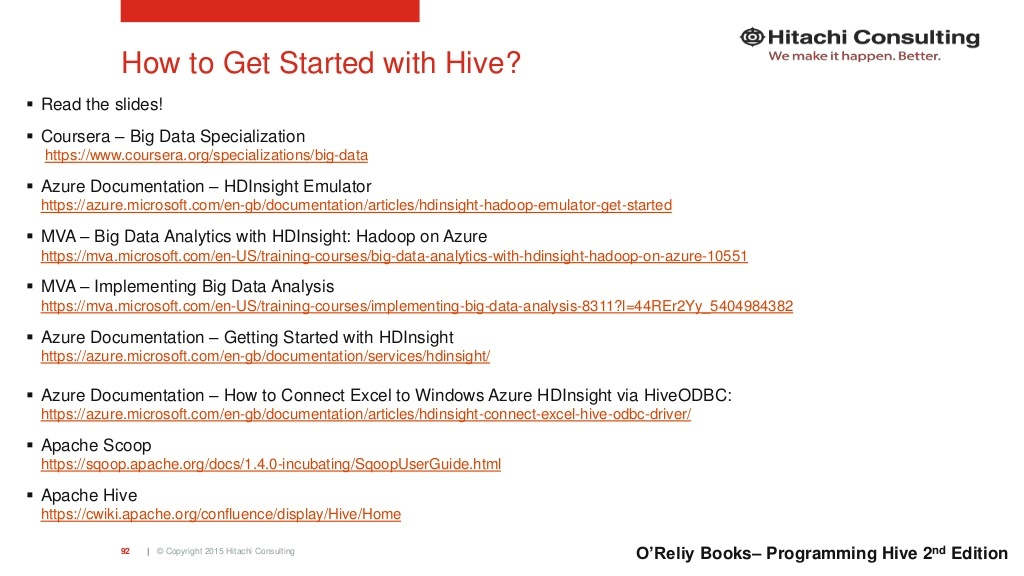 Hitachi Consulting
We make it happen. Better.
How to Get Started with Hive?
▪ Read the slides!
▪ Coursera – Big Data Specialization
https://www.coursera.org/specializations/big-data
▪ Azure Documentation – HDInsight Emulator
https://azure.microsoft.com/en-gb/documentation/articles/hdinsight-hadoop-emulator-get-started
▪ MVA – Big Data Analytics with HDInsight: Hadoop on Azure
https://mva.microsoft.com/en-US/training-courses/big-data-analytics-with-hdinsight-hadoop-on-azure-10551
▪ MVA – Implementing Big Data Analysis
https://mva.microsoft.com/en-US/training-courses/implementing-big-data-analysis-8311?l=44REr2Yy_5404984382
▪ Azure Documentation – Getting Started with HDInsight
https://azure.microsoft.com/en-gb/documentation/services/hdinsight/
▪ Azure Documentation – How to Connect Excel to Windows Azure HDInsight via HiveODBC:
https://azure.microsoft.com/en-gb/documentation/articles/hdinsight-connect-excel-hive-odbc-driver/
▪ Apache Scoop
https://sqoop.apache.org/docs/1.4.0-incubating/SqoopUserGuide.html
▪ Apache Hive
https://cwiki.apache.org/confluence/display/Hive/Home
92 | © Copyright 2015 Hitachi Consulting
O’Reliy Books– Programming Hive 2nd Edition